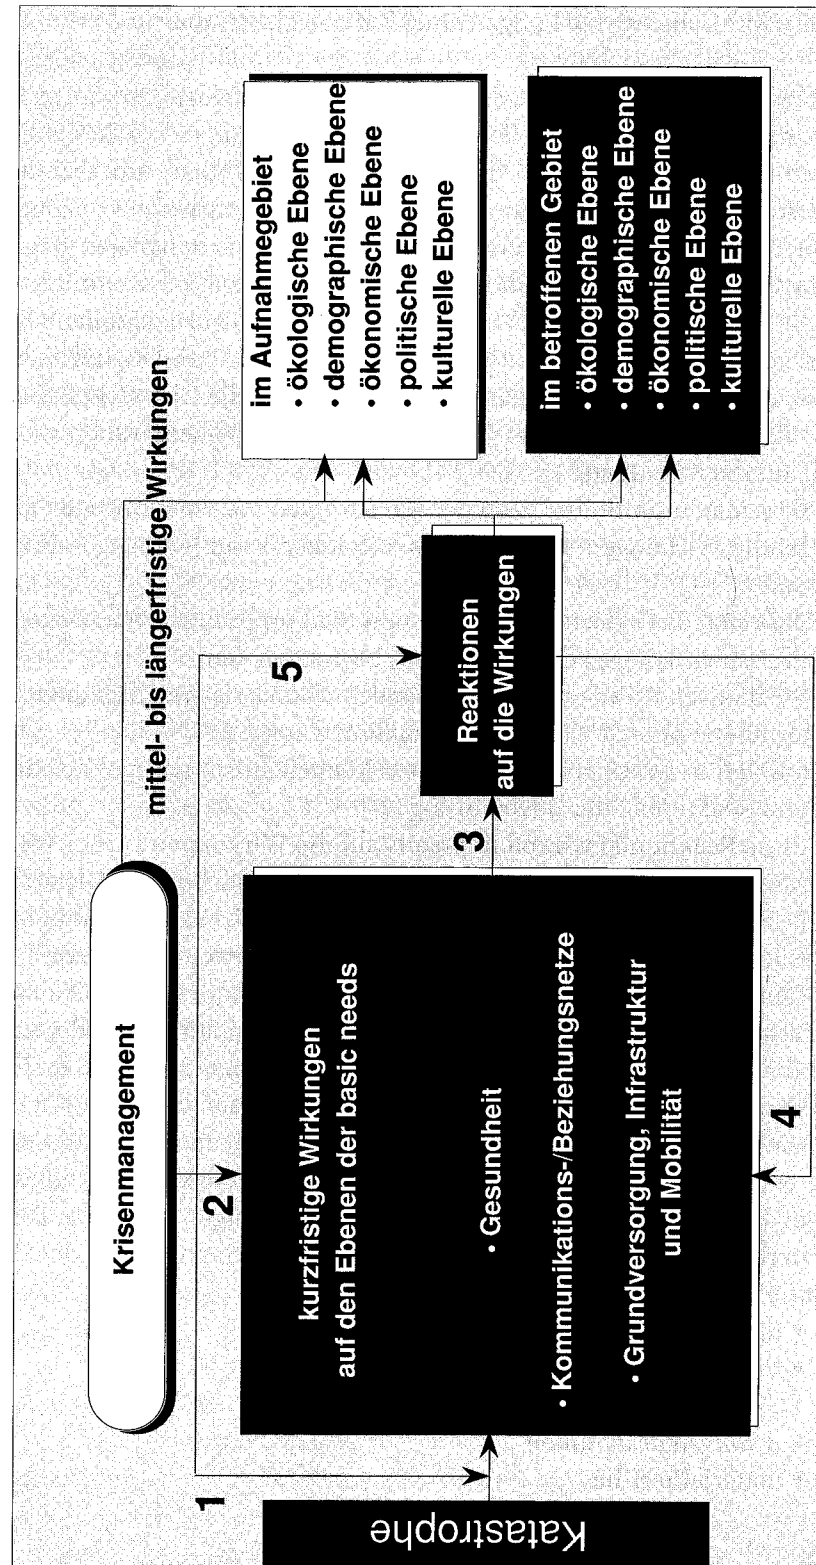 Krisenmanagement
mittel- bis längerfristige Wirkungen
1
2
5
Katastrophe
kurzfristige Wirkungen
auf den Ebenen der basic needs
• Gesundheit
• Kommunikations-/Beziehungsnetze
• Grundversorgung, Infrastruktur
und Mobilität
3
Reaktionen
auf die Wirkungen
4
im Aufnahmegebiet
• ökologische Ebene
• demographische Ebene
• ökonomische Ebene
• politische Ebene
• kulturelle Ebene
im betroffenen Gebiet
• ökologische Ebene
• demographische Ebene
• ökonomische Ebene
• politische Ebene
• kulturelle Ebene